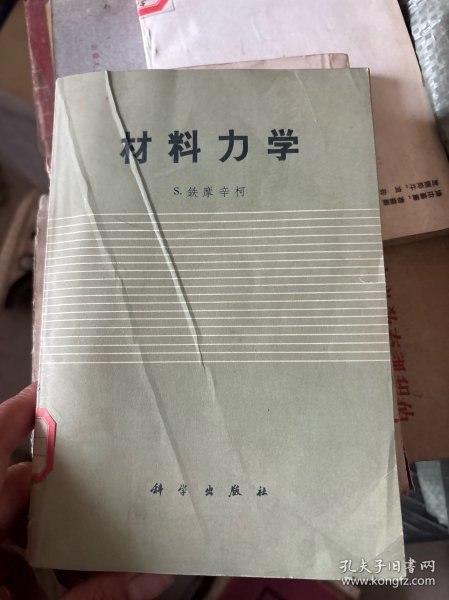 材料力学
S. 鉄摩辛柯
科学出版社
孔夫子旧书网
www.kongfz.com